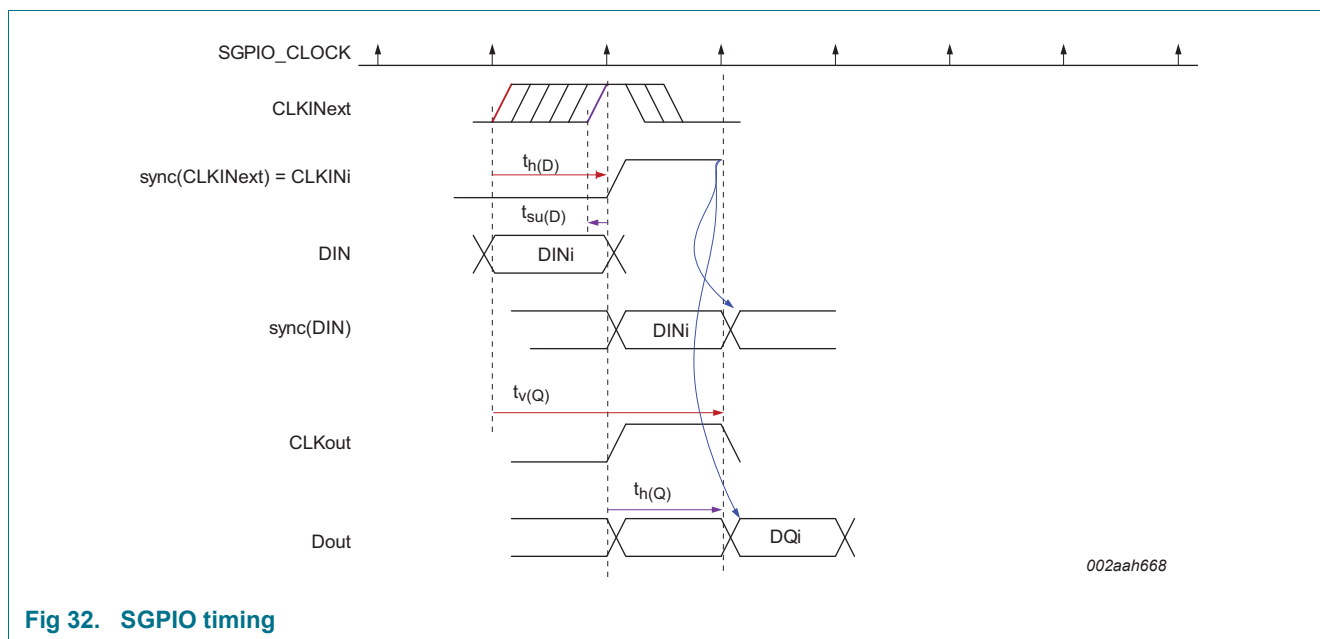 SGPIO_CLOCK
CLKINext
th(D)
sync(CLKINext) = CLKINi
tsu(D)
DIN
DINi
sync(DIN)
DINi
tv(Q)
CLKout
th(Q)
Dout
DQi
002aah668
Fig 32. SGPIO timing